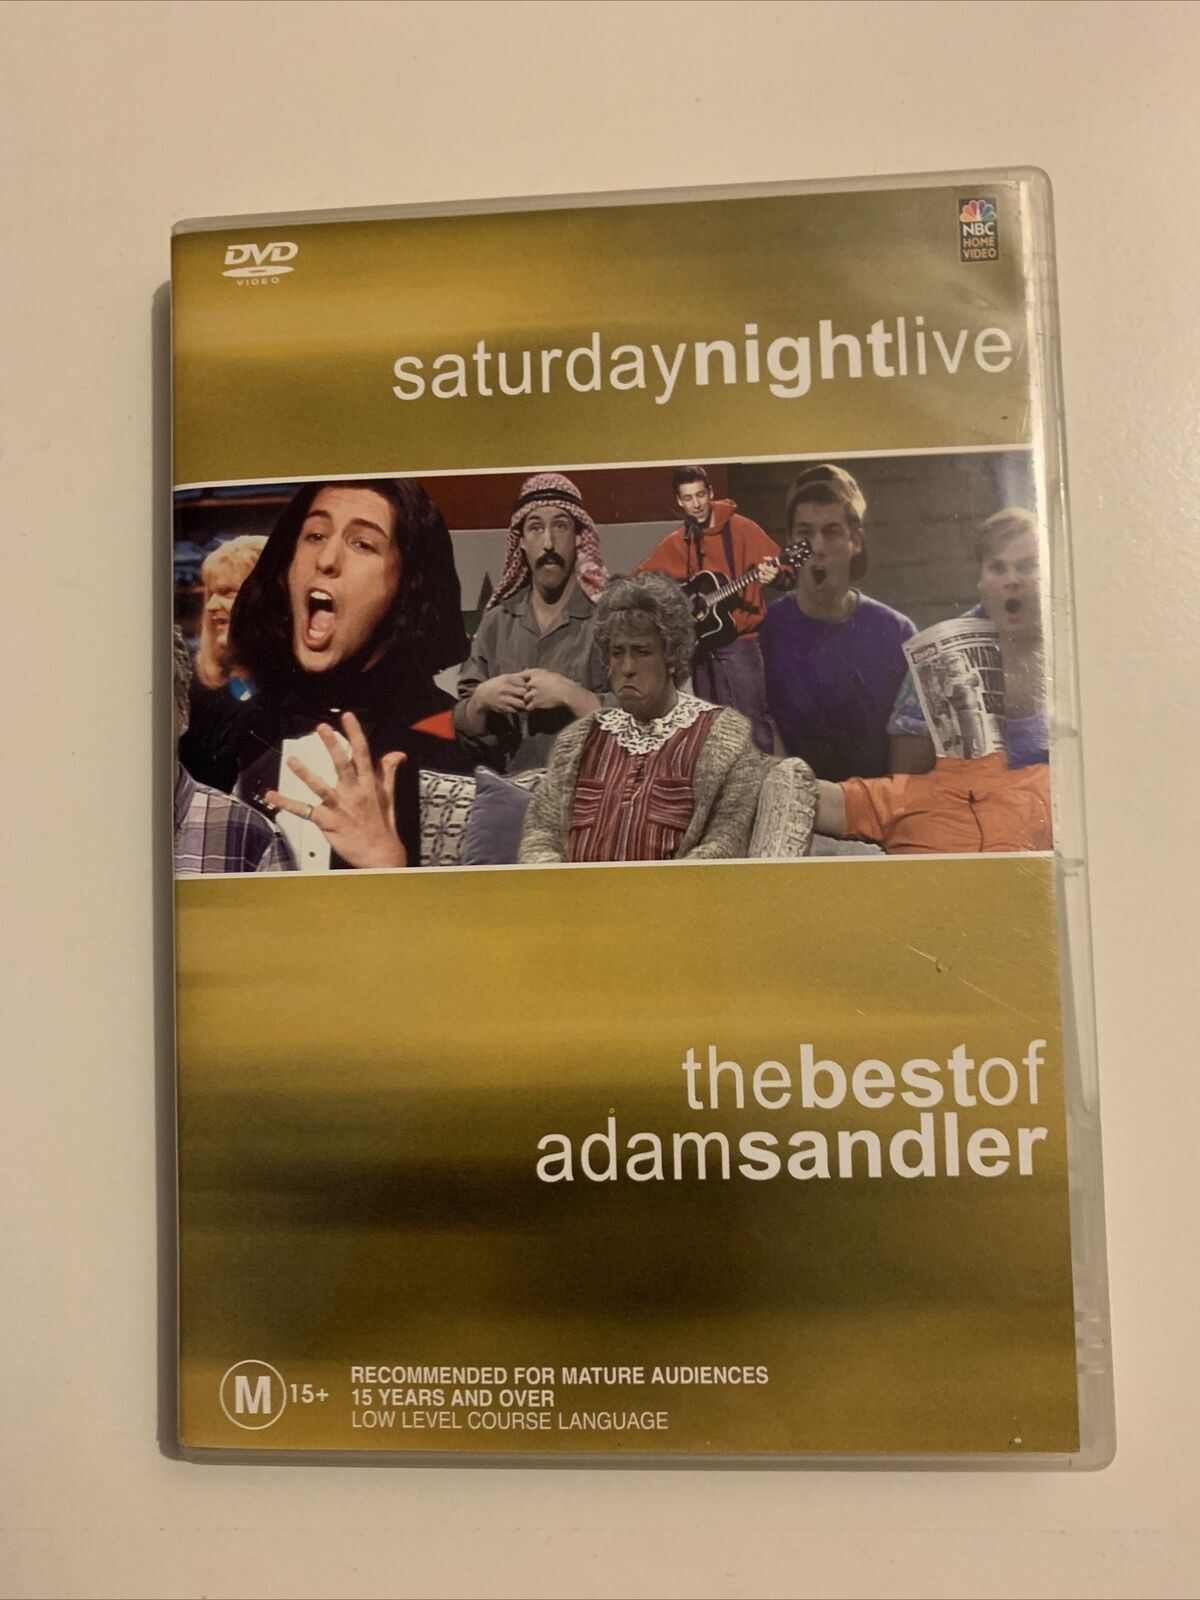 DVD
VIDEO
NBC
HOME
VIDEO
saturdaynightlive
thebestof
adamsandler
M 15+
RECOMMENDED FOR MATURE AUDIENCES
15 YEARS AND OVER
LOW LEVEL COURSE LANGUAGE